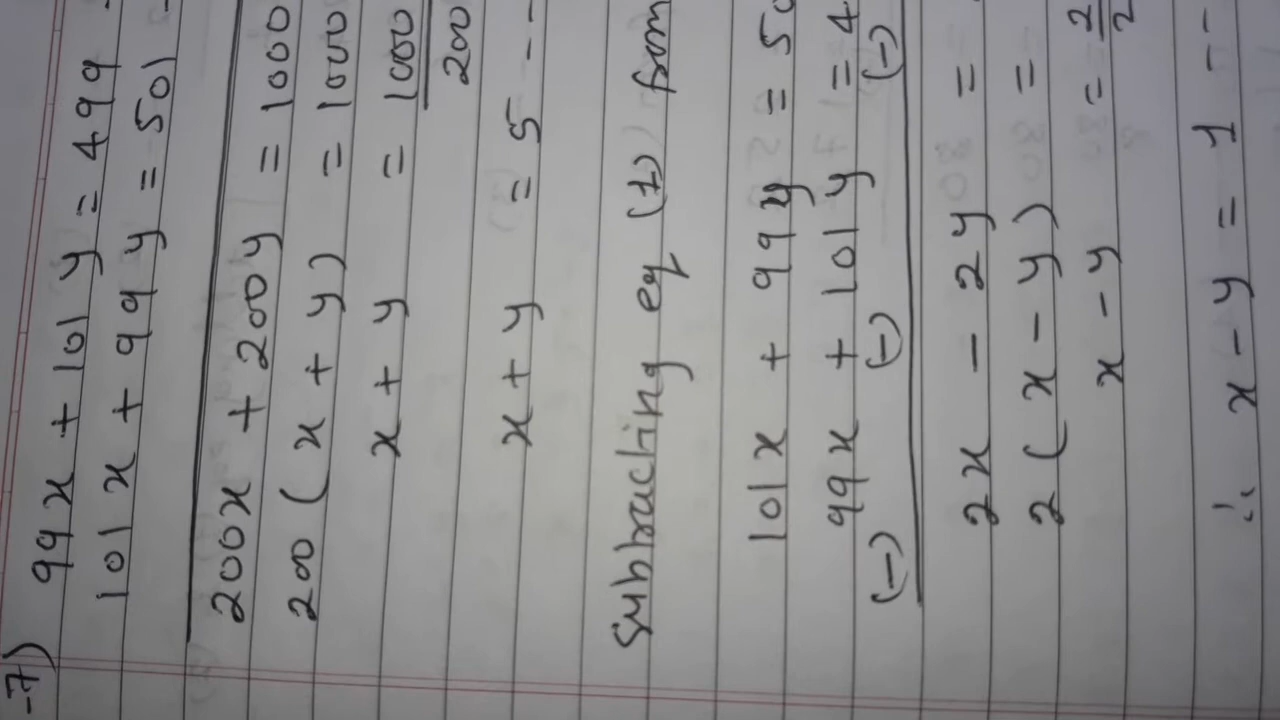 -7) 99x + 101y = 499 -
101x + 99y = 501 -
200x + 200y = 1000
200 (x + y) = 1000
x + y = 1000
200
x + y = 5 --
Subtracting eq (1) from
101x + 99y = 50
99x + 101y = 4
(-) (-) (-)
2x - 2y =
2 (x - y) =
x - y = 2
2
∴ x - y = 1 --